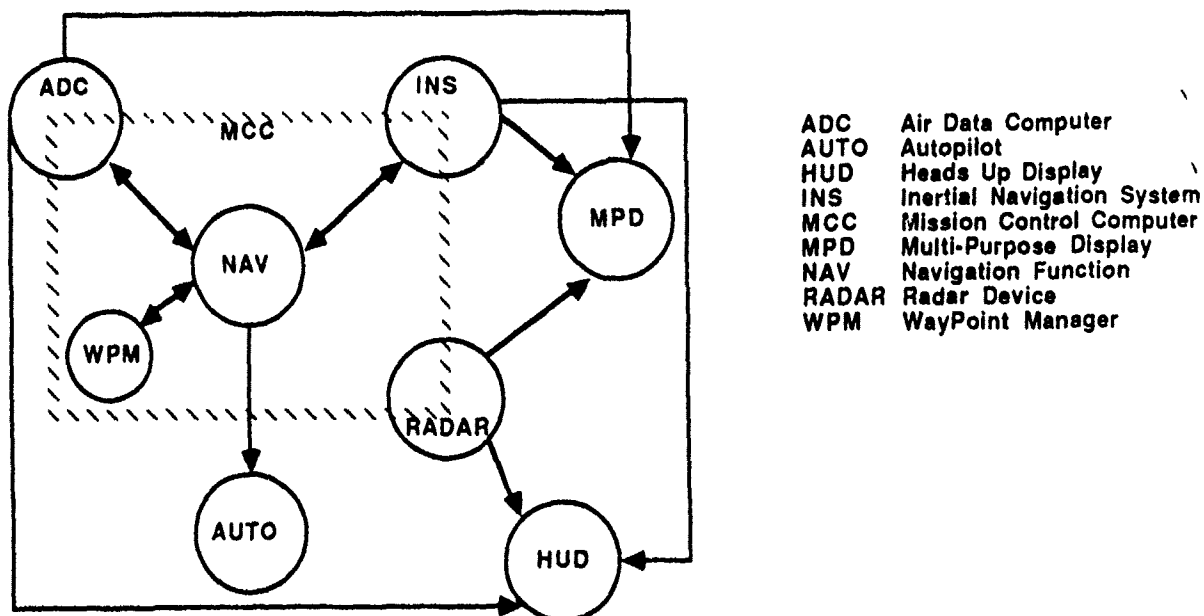 ADC
INS
MCC
MPD
NAV
WPM
RADAR
AUTO
HUD
ADC Air Data Computer
AUTO Autopilot
HUD Heads Up Display
INS Inertial Navigation System
MCC Mission Control Computer
MPD Multi-Purpose Display
NAV Navigation Function
RADAR Radar Device
WPM WayPoint Manager